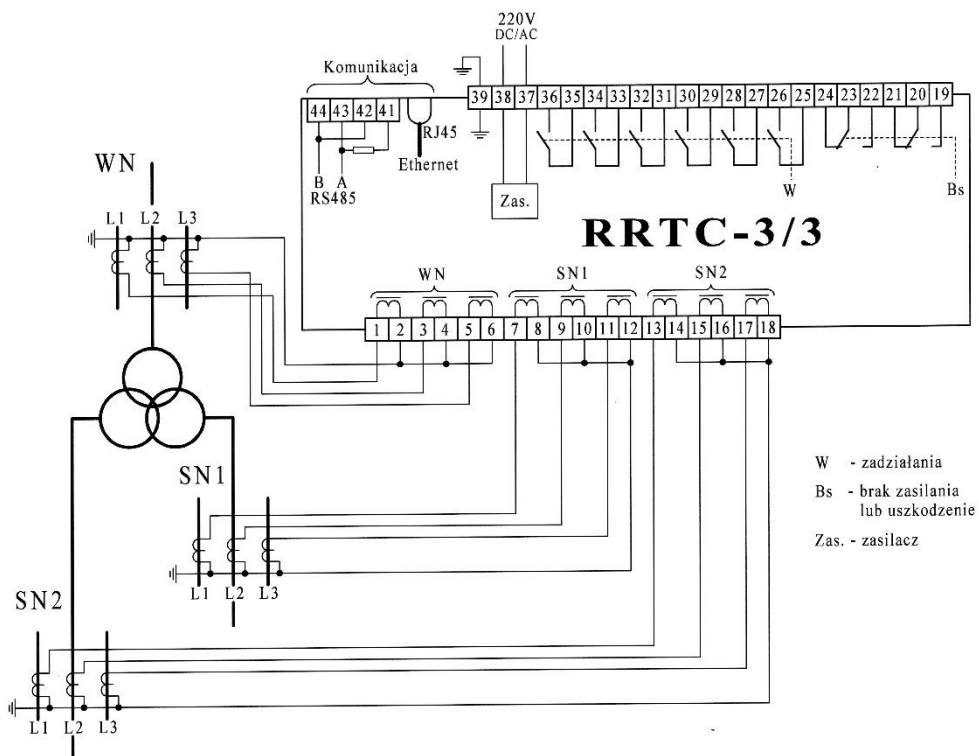 220V
DC/AC
Komunikacja
44 43 42 41
39 38 37 36 35 34 33 32 31 30 29 28 27 26 25 24 23 22 21 20 19
RJ45
Ethernet
B A
RS485
Zas.
W
Bs
RRTC-3/3
WN
L1 L2 L3
WN SN1 SN2
1 2 3 4 5 6 7 8 9 10 11 12 13 14 15 16 17 18
SN1
L1 L2 L3
SN2
L1 L2 L3
W - zadziałania
Bs - brak zasilania
lub uszkodzenie
Zas. - zasilacz